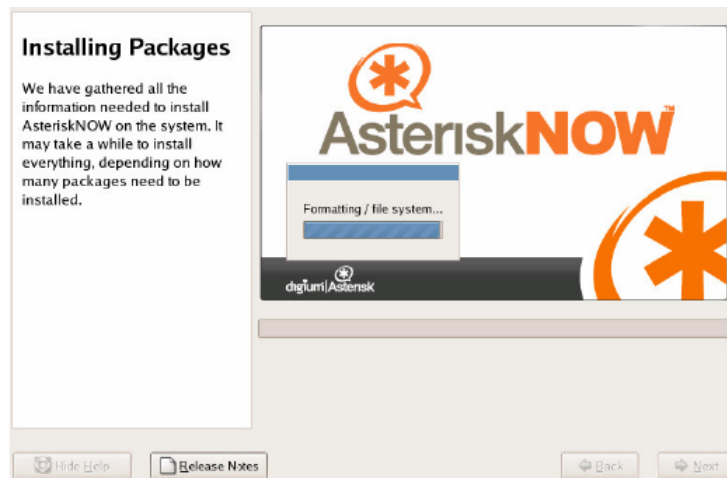 Installing Packages
We have gathered all the
information needed to install
AsteriskNOW on the system. It
may take a while to install
everything, depending on how
many packages need to be
installed.
AsteriskNOW™
Formatting / file system...
digium|Asterisk
Hide Help
Release Notes
Back
Next